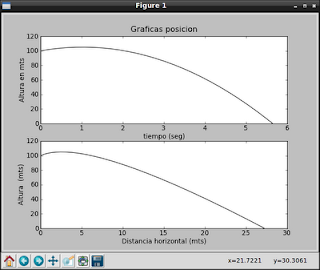 Figure 1
Graficas posicion
Altura en mts
120
100
80
60
40
20
0
0 1 2 3 4 5 6
tiempo (seg)
Altura (mts)
120
100
80
60
40
20
0
0 5 10 15 20 25 30
Distancia horizontal (mts)
x=21.7221 y=30.3061